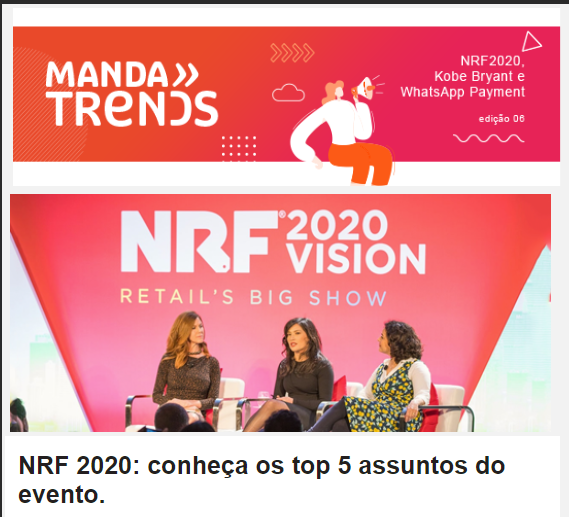 MANDA
TRENDS
NRF2020,
Kobe Bryant e
WhatsApp Payment
edição 06
NRF® 2020
VISION
RETAIL'S BIG SHOW
NRF 2020: conheça os top 5 assuntos do
evento.